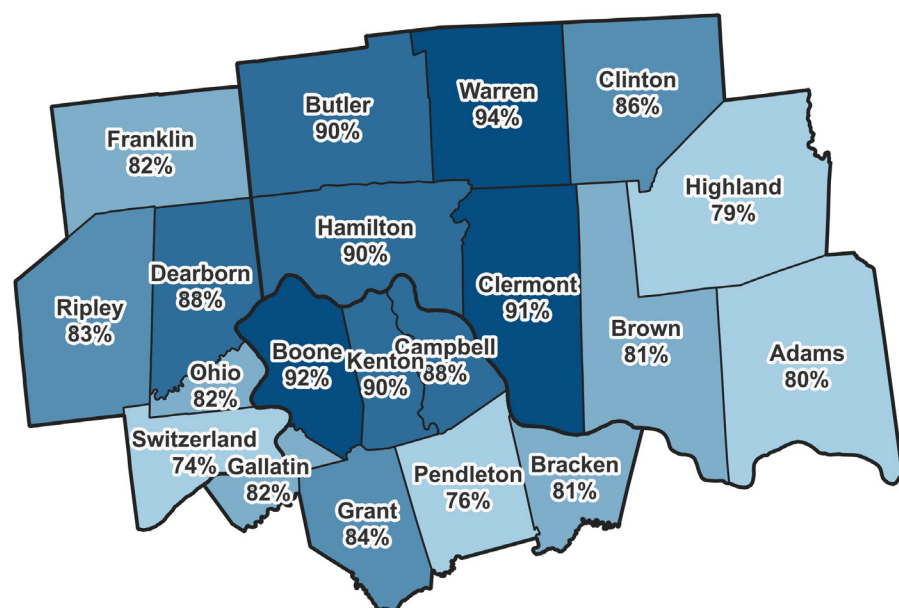 Warren
94%
Clinton
86%
Butler
90%
Franklin
82%
Highland
79%
Hamilton
90%
Dearborn
88%
Clermont
91%
Ripley
83%
Brown
81%
Adams
80%
Boone
92%
Kenton
90%
Campbell
88%
Ohio
82%
Switzerland
74%
Gallatin
82%
Pendleton
76%
Bracken
81%
Grant
84%